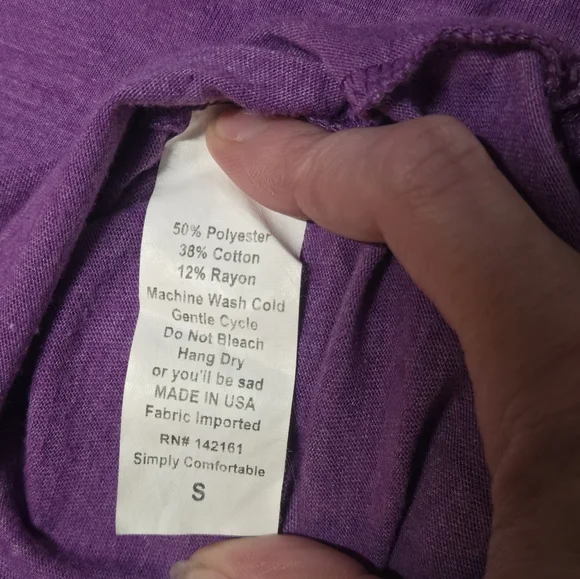 50% Polyester
38% Cotton
12% Rayon
Machine Wash Cold
Gentle Cycle
Do Not Bleach
Hang Dry
or you'll be sad
MADE IN USA
Fabric Imported
RN# 142161
Simply Comfortable
S